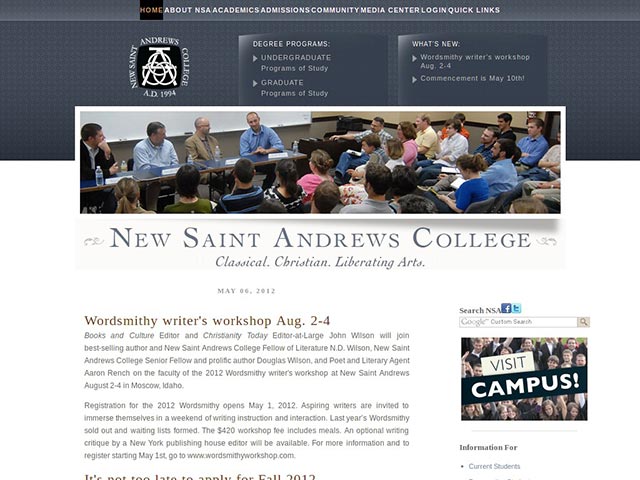 HOME ABOUT NSA ACADEMICS ADMISSIONS COMMUNITY MEDIA CENTER LOGIN QUICK LINKS
NEW SAINT ANDREWS COLLEGE
A.D. 1994
DEGREE PROGRAMS:
UNDERGRADUATE
Programs of Study
GRADUATE
Programs of Study
WHAT'S NEW:
Wordsmithy writer's workshop
Aug. 2-4
Commencement is May 10th!
NEW SAINT ANDREWS COLLEGE
Classical. Christian. Liberating Arts.
MAY 06, 2012
Wordsmithy writer's workshop Aug. 2-4
Books and Culture Editor and Christianity Today Editor-at-Large John Wilson will join
best-selling author and New Saint Andrews College Fellow of Literature N.D. Wilson, New Saint
Andrews College Senior Fellow and prolific author Douglas Wilson, and Poet and Literary Agent
Aaron Rench on the faculty of the 2012 Wordsmithy writer's workshop at New Saint Andrews
August 2-4 in Moscow, Idaho.
Registration for the 2012 Wordsmithy opens May 1, 2012. Aspiring writers are invited to
immerse themselves in a weekend of writing instruction and interaction. Last year's Wordsmithy
sold out and waiting lists formed. The $420 workshop fee includes meals. An optional writing
critique by a New York publishing house editor will be available. For more information and to
register starting May 1st, go to www.wordsmithyworkshop.com.
It's not too late to apply for Fall 2012
Search NSA
Google Custom Search
VISIT
CAMPUS!
Information For
Current Students